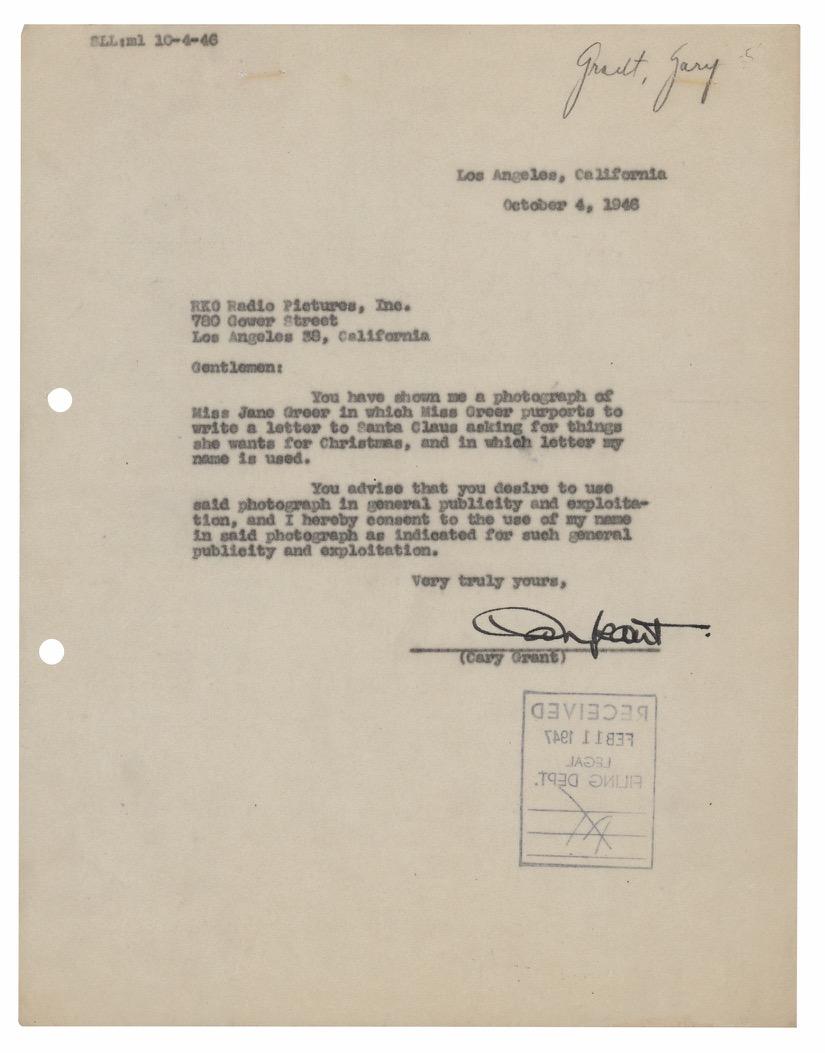 SLL:ml 10-4-46
Grant, Gary
Los Angeles, California
October 4, 1946
RKO Radio Pictures, Inc.
780 Gower Street
Los Angeles 38, California
Gentlemen:
You have shown me a photograph of
Miss Jane Greer in which Miss Greer purports to
write a letter to Santa Claus asking for things
she wants for Christmas, and in which letter my
name is used.
You advise that you desire to use
said photograph in general publicity and exploita-
tion, and I hereby consent to the use of my name
in said photograph as indicated for such general
publicity and exploitation.
Very truly yours,
Cary Grant
(Cary Grant)
RECEIVED
FEB 11 1947
LEGAL
FILING DEPT.